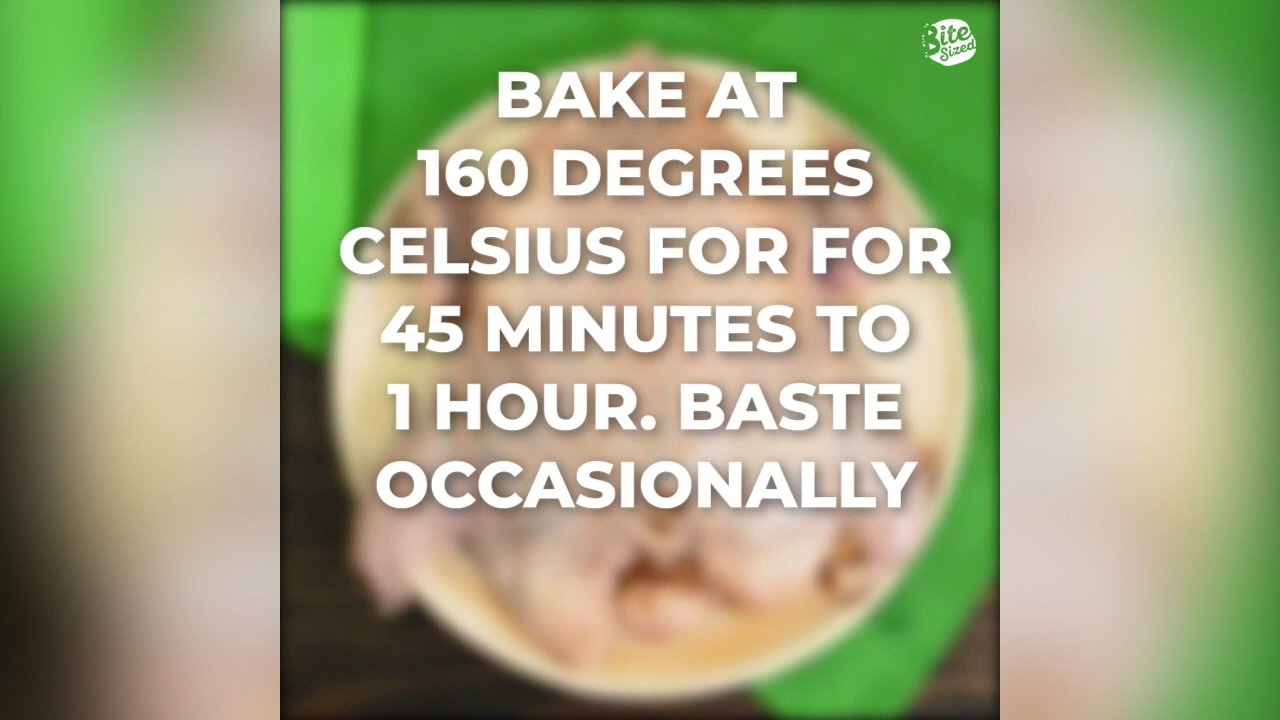 Bite
Sized
BAKE AT
160 DEGREES
CELSIUS FOR FOR
45 MINUTES TO
1 HOUR. BASTE
OCCASIONALLY